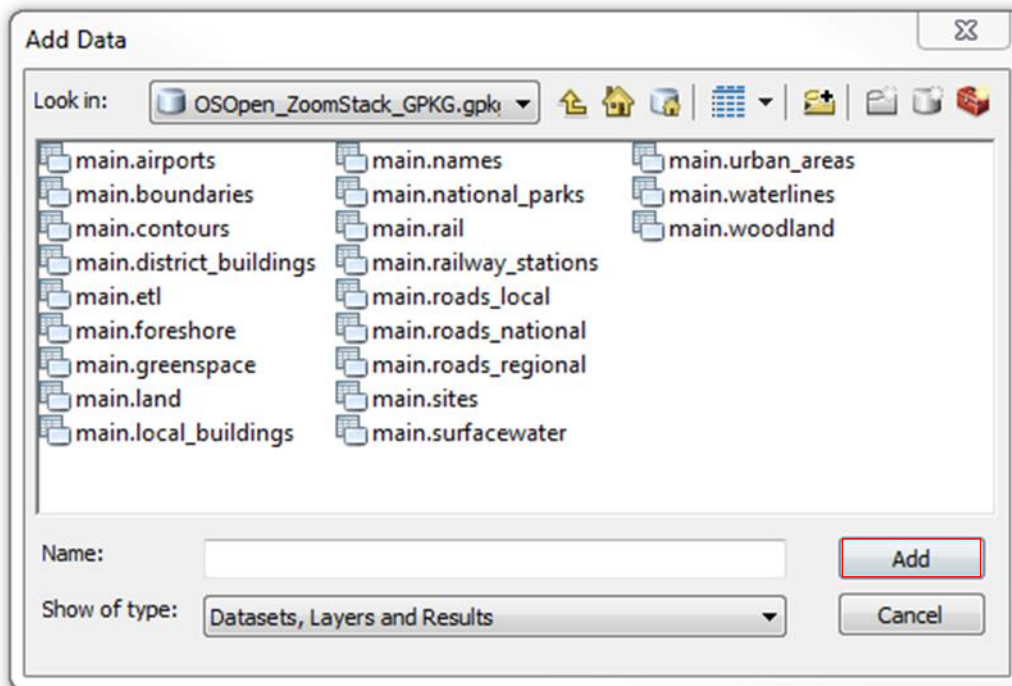 Add Data
Look in: OSOpen_ZoomStack_GPKG.gpk
main.airports
main.boundaries
main.contours
main.district_buildings
main.etl
main.foreshore
main.greenspace
main.land
main.local_buildings
main.names
main.national_parks
main.rail
main.railway_stations
main.roads_local
main.roads_national
main.roads_regional
main.sites
main.surfacewater
main.urban_areas
main.waterlines
main.woodland
Name:
Add
Show of type: Datasets, Layers and Results
Cancel